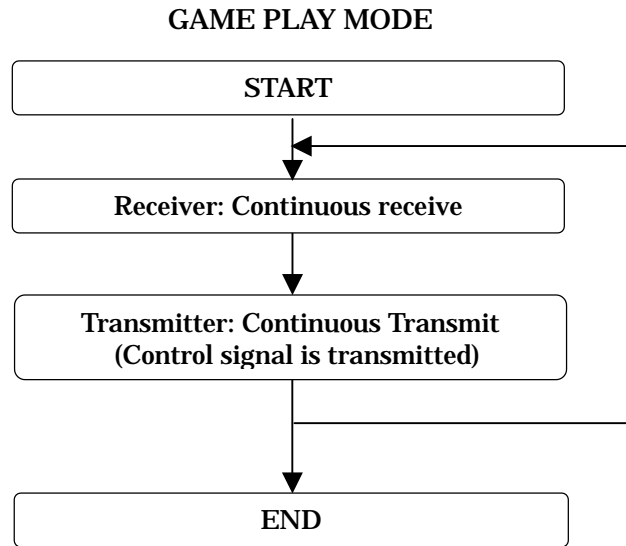 GAME PLAY MODE
START
Receiver: Continuous receive
Transmitter: Continuous Transmit
(Control signal is transmitted)
END